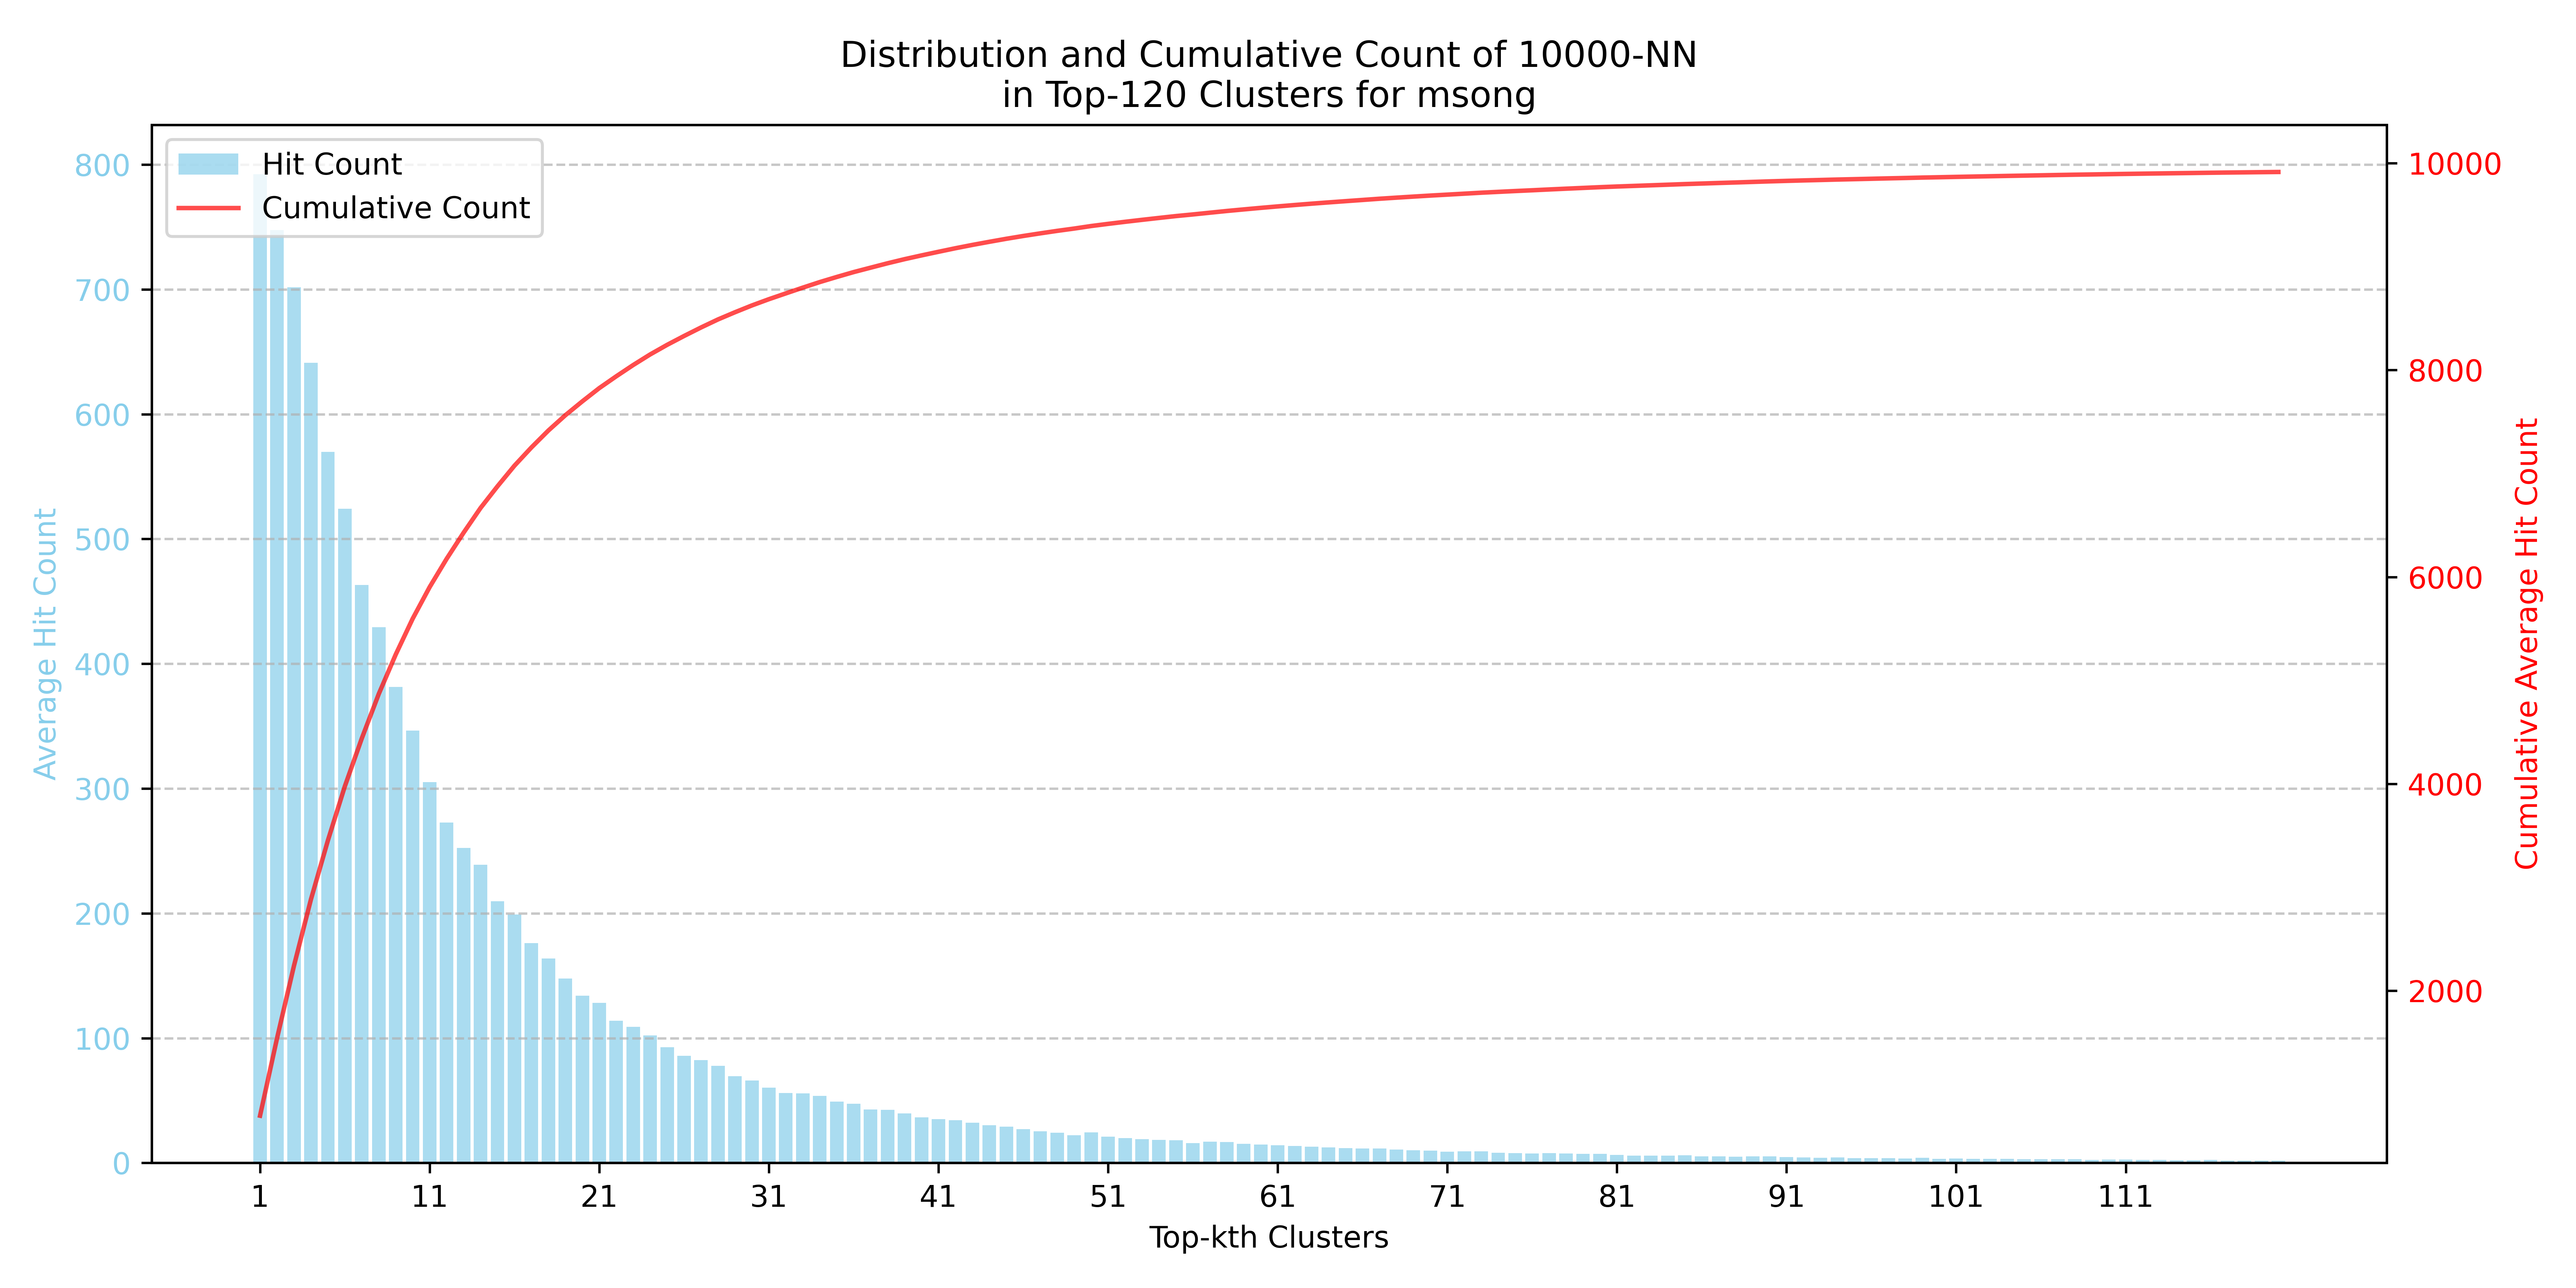 Distribution and Cumulative Count of 10000-NN
in Top-120 Clusters for msong
Hit Count
Cumulative Count
Average Hit Count
800
700
600
500
400
300
200
100
0
10000
8000
6000
4000
2000
Cumulative Average Hit Count
1 11 21 31 41 51 61 71 81 91 101 111
Top-kth Clusters